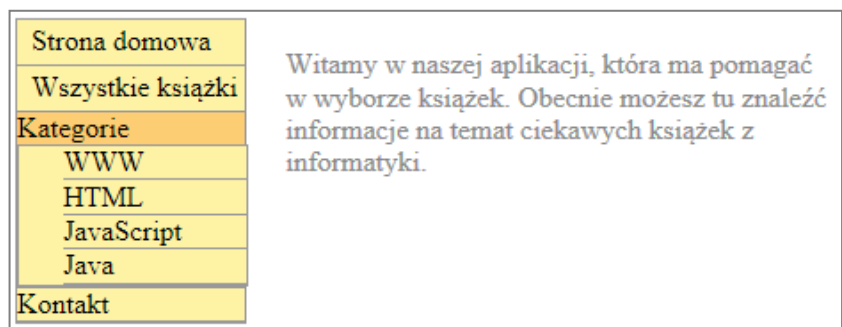 Strona domowa
Wszystkie książki
Kategorie
WWW
HTML
JavaScript
Java
Kontakt
Witamy w naszej aplikacji, która ma pomagać
w wyborze książek. Obecnie możesz tu znaleźć
informacje na temat ciekawych książek z
informatyki.